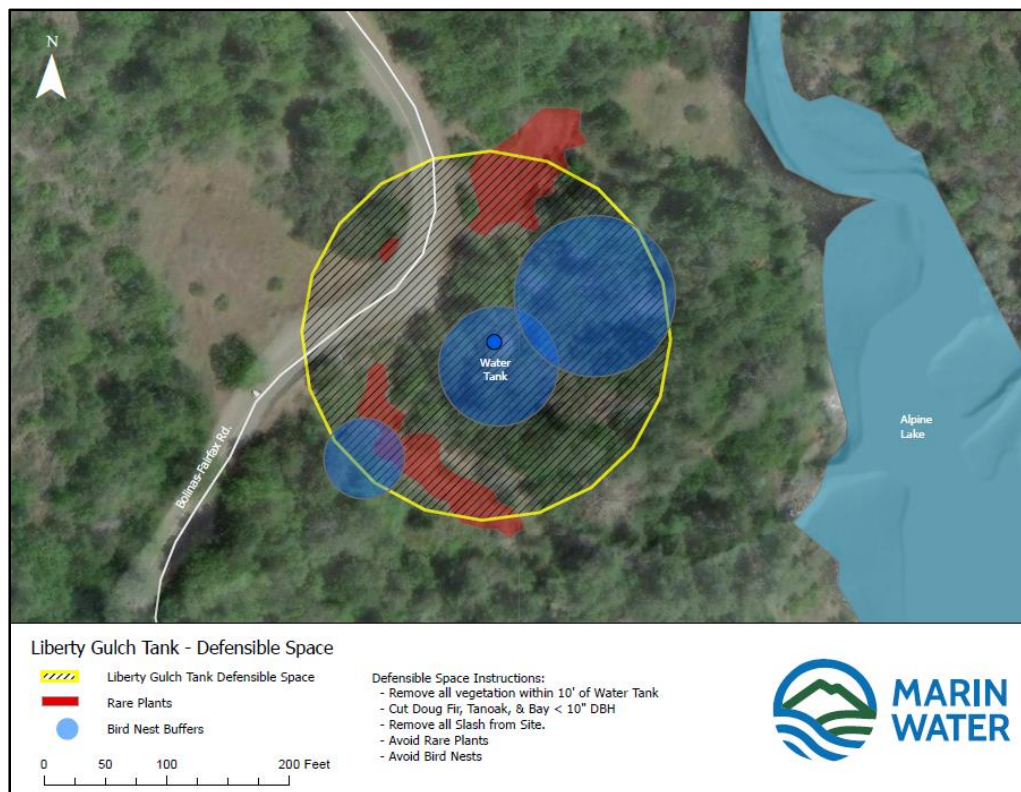 N
Water
Tank
Alpine
Lake
Bolinas-Fairfax Rd.
Liberty Gulch Tank - Defensible Space
Liberty Gulch Tank Defensible Space
Rare Plants
Bird Nest Buffers
0 50 100 200 Feet
Defensible Space Instructions:
- Remove all vegetation within 10' of Water Tank
- Cut Doug Fir, Tanoak, & Bay < 10" DBH
- Remove all Slash from Site.
- Avoid Rare Plants
- Avoid Bird Nests
MARIN
WATER